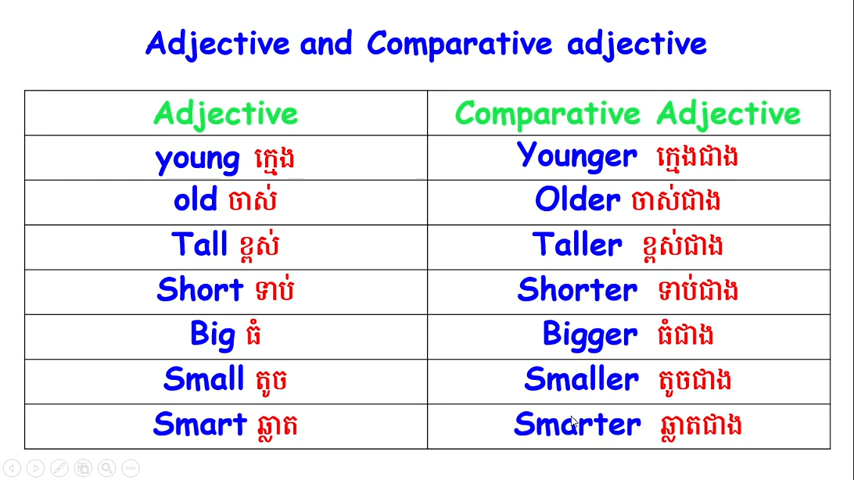 Adjective and Comparative adjective
Adjective Comparative Adjective
young ក្មេង Younger ក្មេងជាង
old ចាស់ Older ចាស់ជាង
Tall ខ្ពស់ Taller ខ្ពស់ជាង
Short ទាប់ Shorter ទាប់ជាង
Big ធំ Bigger ធំជាង
Small តូច Smaller តូចជាង
Smart ឆ្លាត Smarter ឆ្លាតជាង